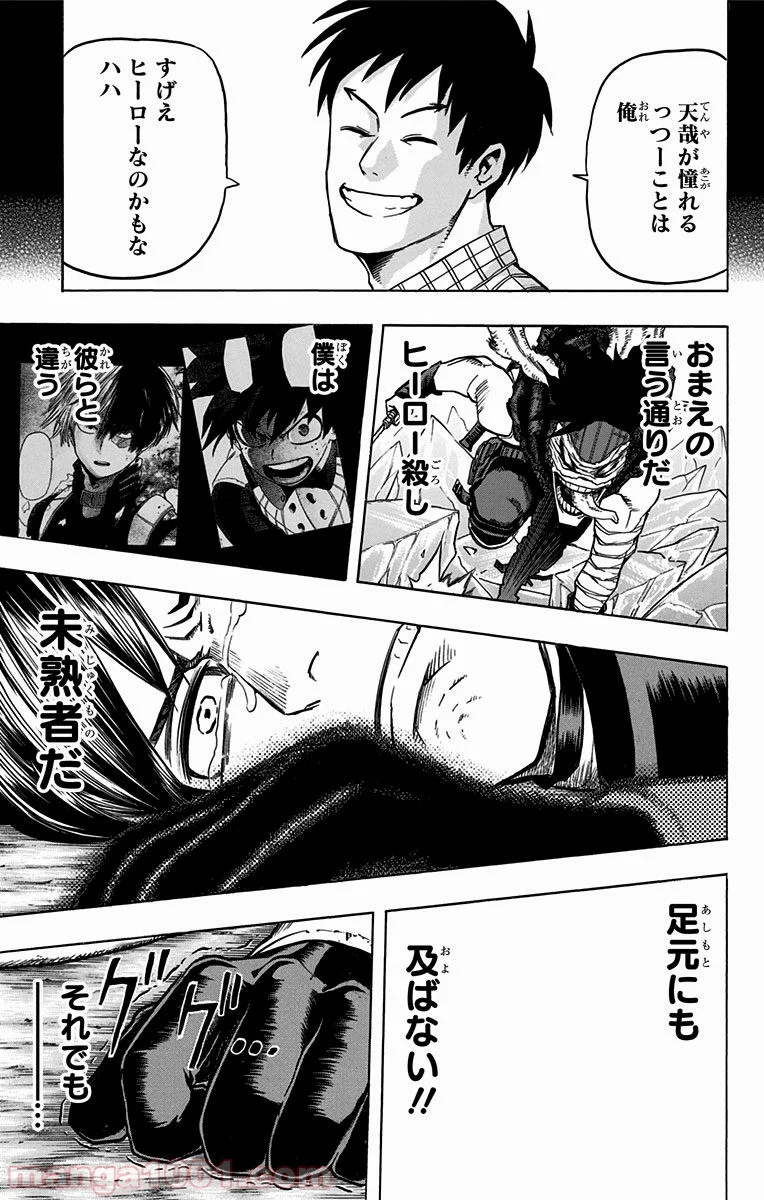 天哉が憧れる
っつーことは
俺
すげえ
ヒーローなのかもな
ハハ
おまえの
言う通りだ
ヒーロー殺し
僕は
彼らと、
違う
未熟者だ
足元にも
及ばない!!
グググ…
それでも
――…
manga1001.com